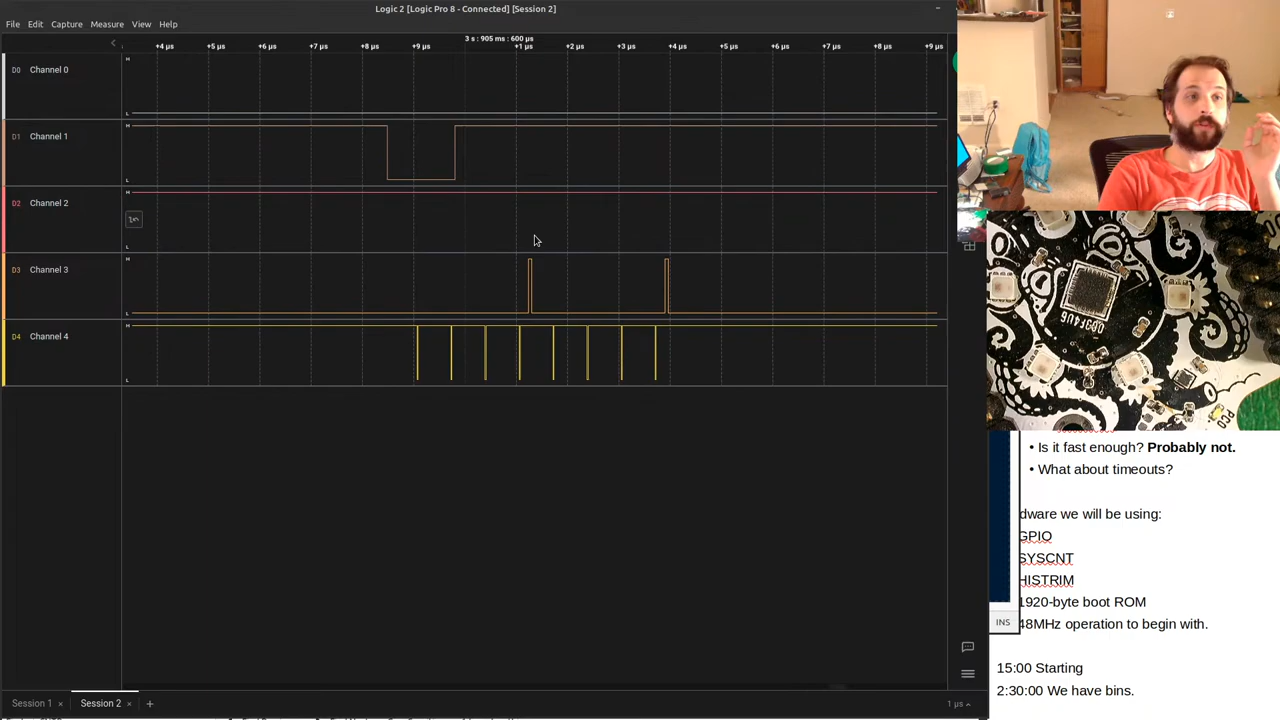 Logic 2 [Logic Pro 8 - Connected] [Session 2]
File Edit Capture Measure View Help
3 s : 905 ms : 600 µs
+4 µs +5 µs +6 µs +7 µs +8 µs +9 µs +1 µs +2 µs +3 µs +4 µs +5 µs +6 µs +7 µs +8 µs +9 µs
D0 Channel 0
H
L
D1 Channel 1
H
L
D2 Channel 2
H
L
D3 Channel 3
H
L
D4 Channel 4
H
L
• Is it fast enough? Probably not.
• What about timeouts?
dware we will be using:
GPIO
SYSCNT
HISTRIM
1920-byte boot ROM
INS
48MHz operation to begin with.
15:00 Starting
2:30:00 We have bins.
Session 1 Session 2
1 µs